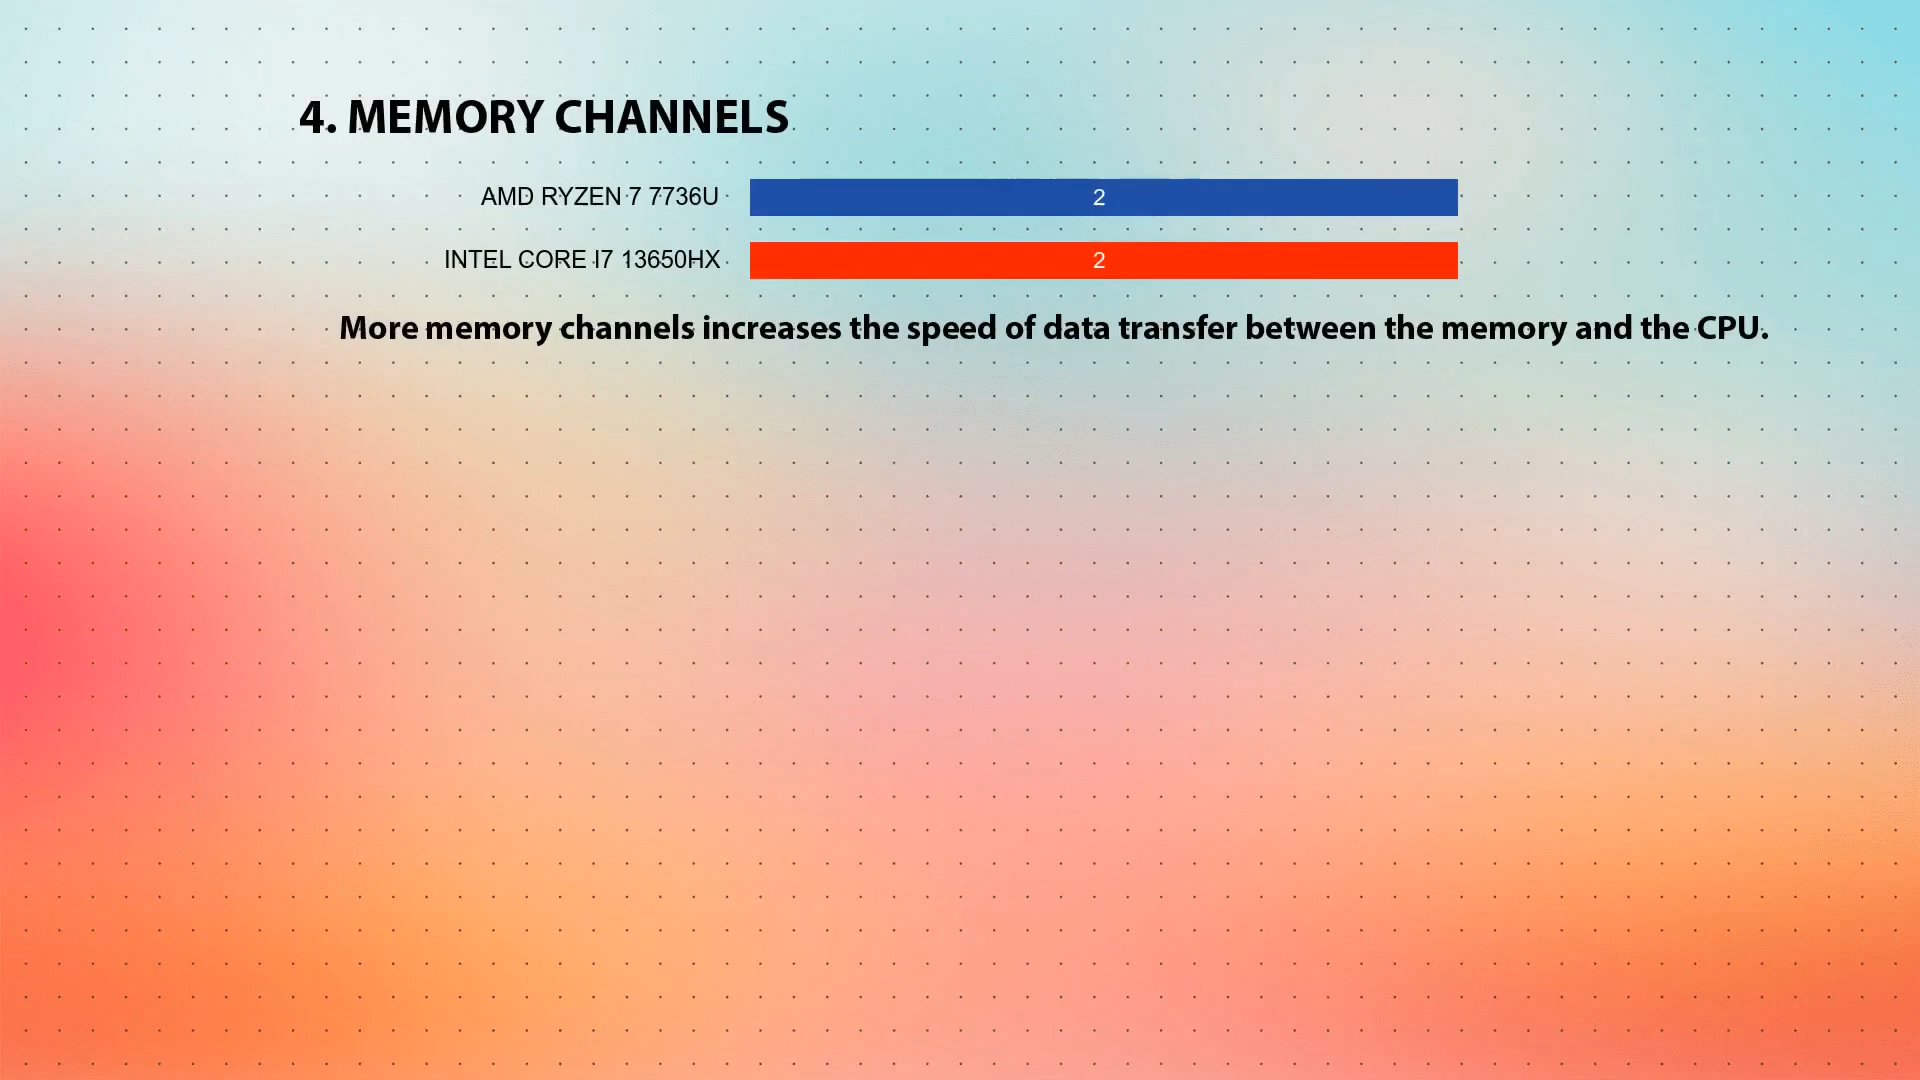 4. MEMORY CHANNELS
AMD RYZEN 7 7736U 2
INTEL CORE I7 13650HX 2
More memory channels increases the speed of data transfer between the memory and the CPU.